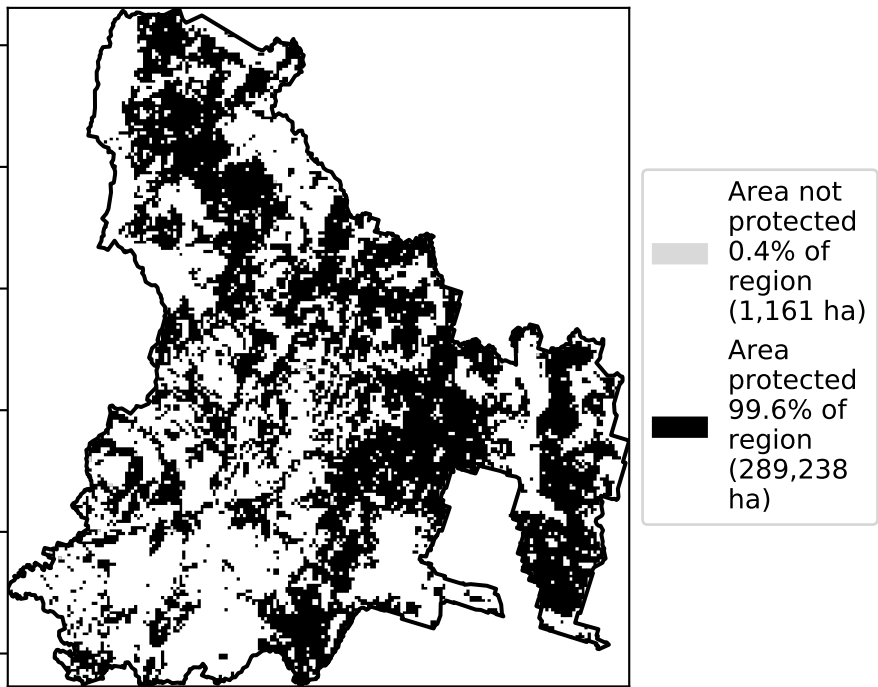 Area not
protected
0.4% of
region
(1,161 ha)
Area
protected
99.6% of
region
(289,238
ha)